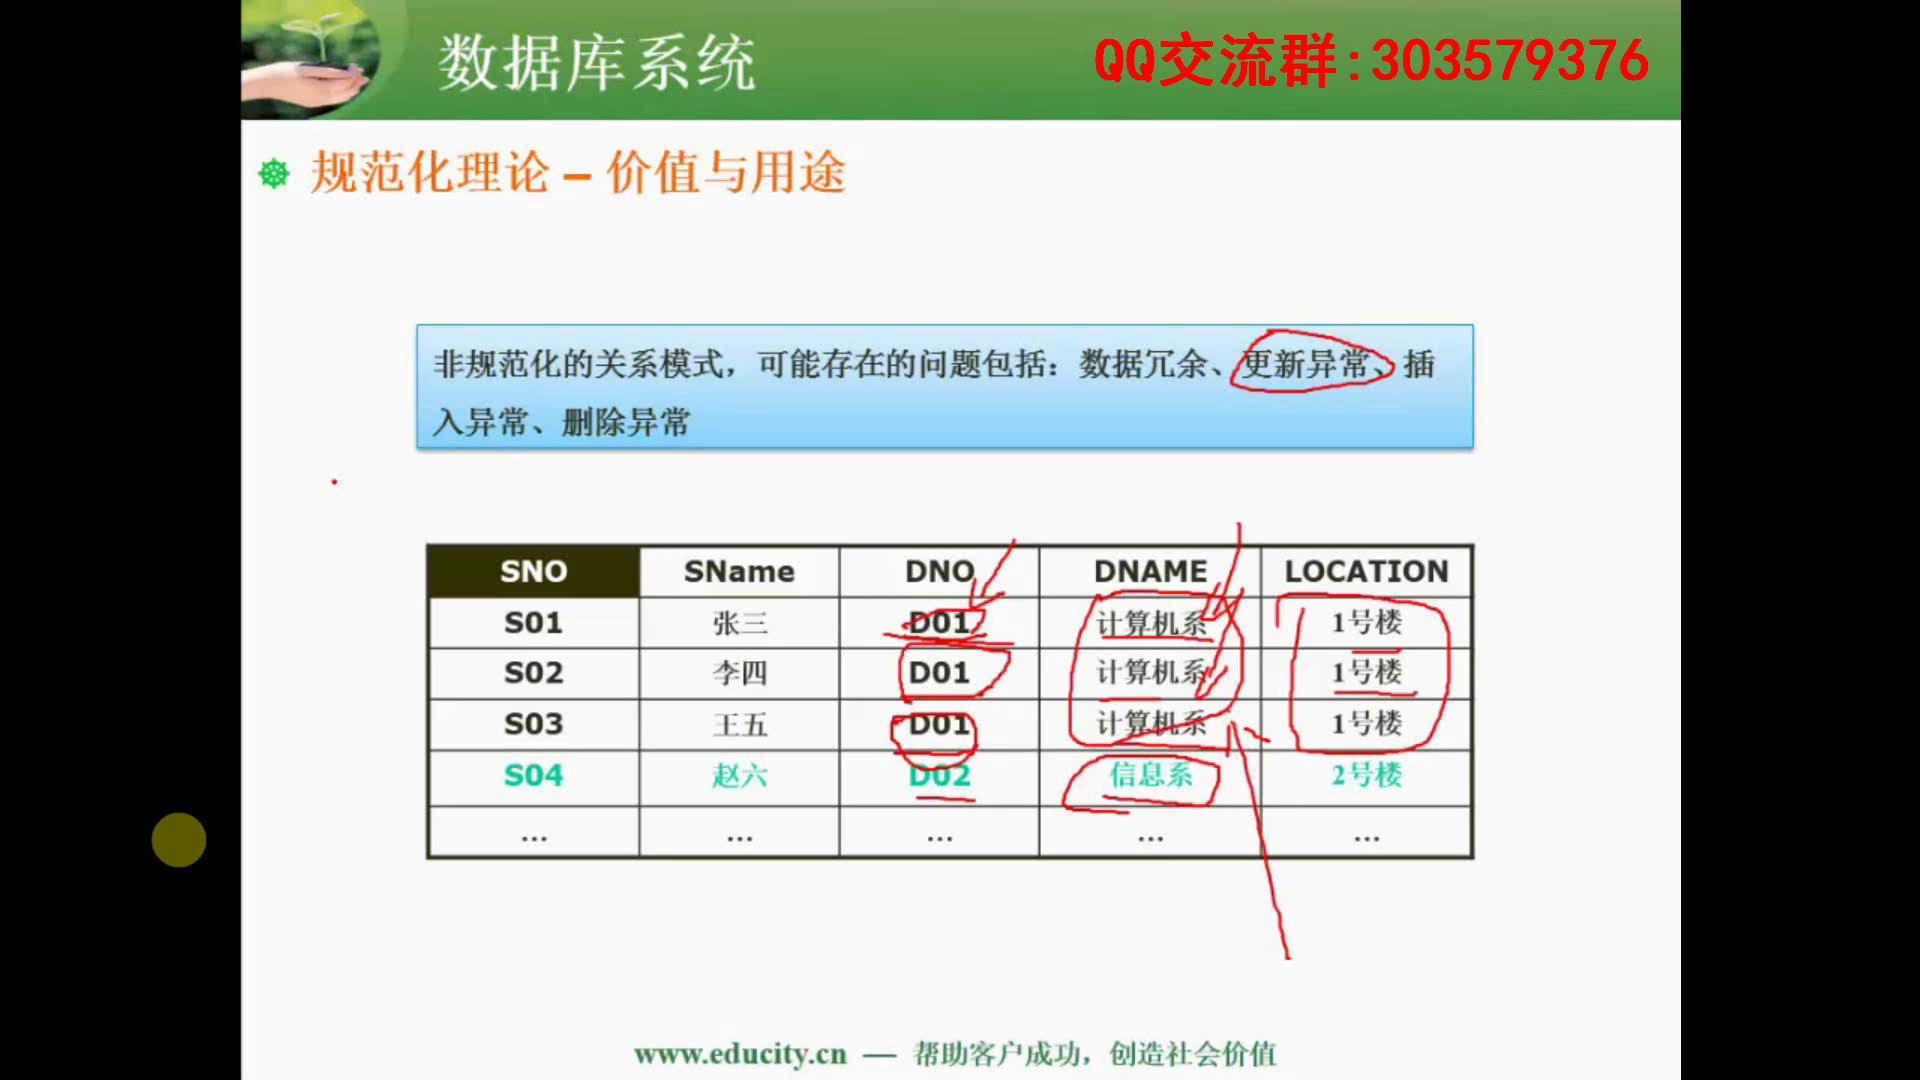 数据库系统
QQ交流群:303579376
规范化理论 – 价值与用途
非规范化的关系模式，可能存在的问题包括：数据冗余、更新异常、插
入异常、删除异常
SNO SName DNO DNAME LOCATION
S01 张三 D01 计算机系 1号楼
S02 李四 D01 计算机系 1号楼
S03 王五 D01 计算机系 1号楼
S04 赵六 D02 信息系 2号楼
... ... ... ... ...
www.educity.cn — 帮助客户成功，创造社会价值